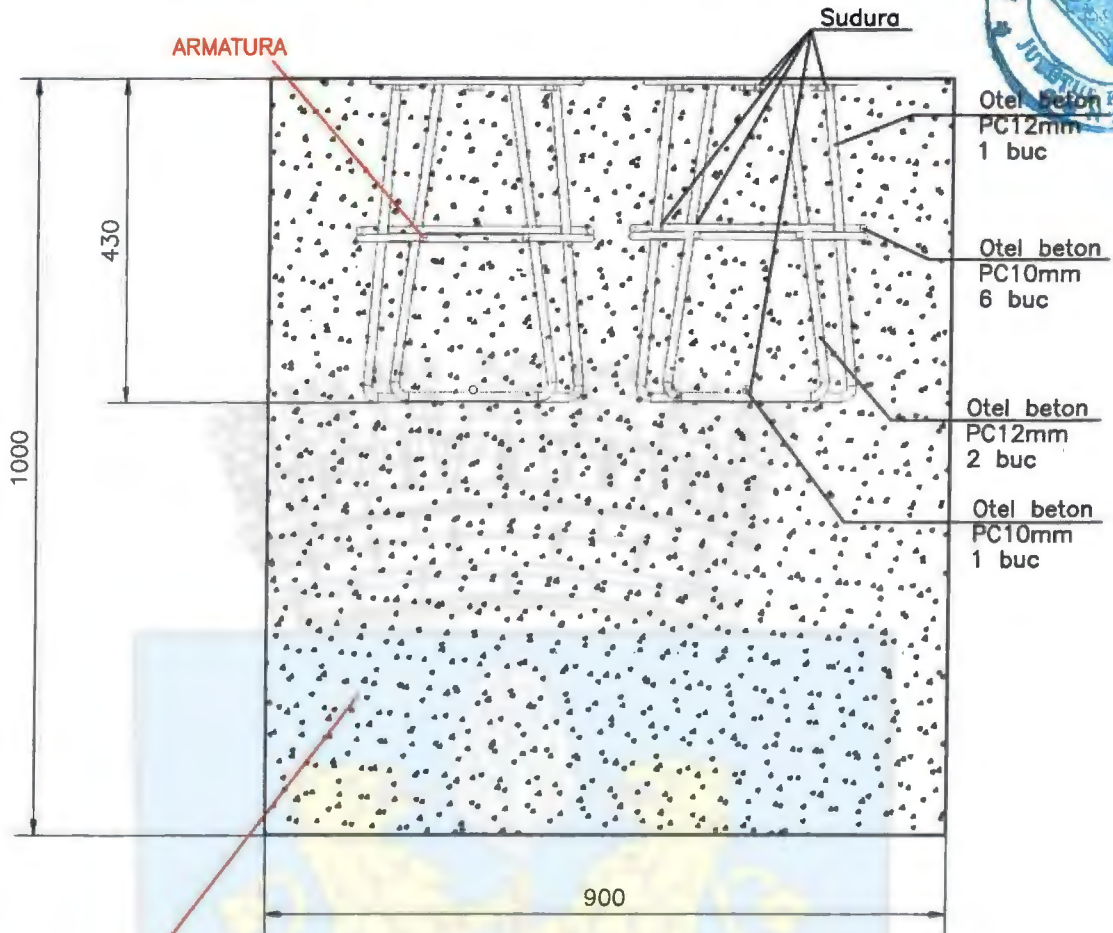 Sudura
ARMATURA
Otel beton
PC12mm
1 buc
430
Otel beton
PC10mm
6 buc
1000
Otel beton
PC12mm
2 buc
Otel beton
PC10mm
1 buc
900